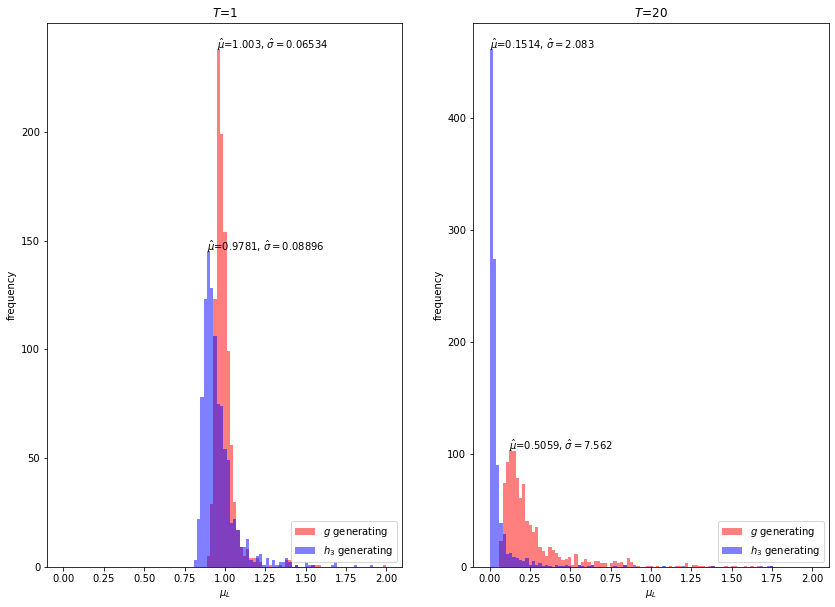 T=1
μ̂=1.003, σ̂ = 0.06534
μ̂=0.9781, σ̂ = 0.08896
frequency
200
150
100
50
0
0.00 0.25 0.50 0.75 1.00 1.25 1.50 1.75 2.00
μ_L
g generating
h₃ generating
T=20
μ̂=0.1514, σ̂ = 2.083
μ̂=0.5059, σ̂ = 7.562
frequency
400
300
200
100
0
0.00 0.25 0.50 0.75 1.00 1.25 1.50 1.75 2.00
μ_L
g generating
h₃ generating